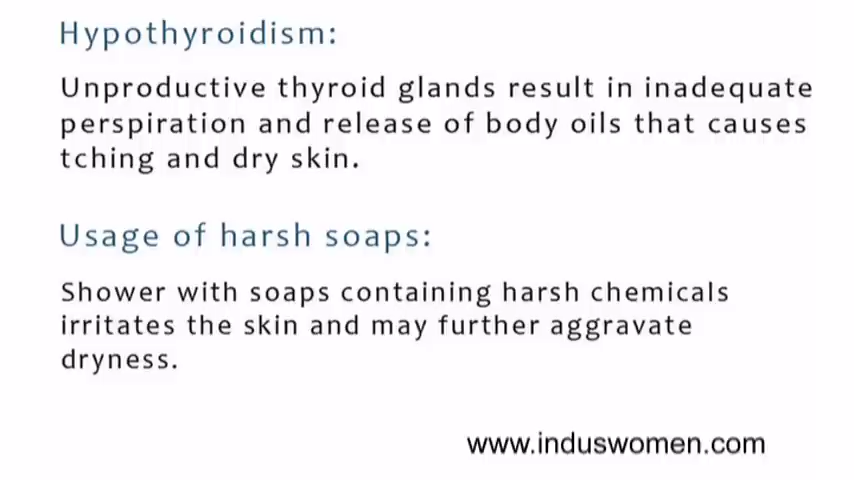 Hypothyroidism:
Unproductive thyroid glands result in inadequate
perspiration and release of body oils that causes
tching and dry skin.
Usage of harsh soaps:
Shower with soaps containing harsh chemicals
irritates the skin and may further aggravate
dryness.
www.induswomen.com